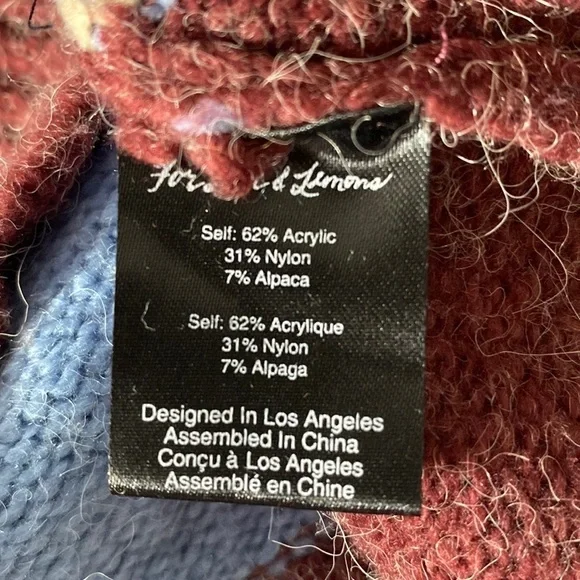 & Lemons
Self: 62% Acrylic
31% Nylon
7% Alpaca
Self: 62% Acrylique
31% Nylon
7% Alpaga
Designed In Los Angeles
Assembled In China
Conçu à Los Angeles
Assemblé en Chine